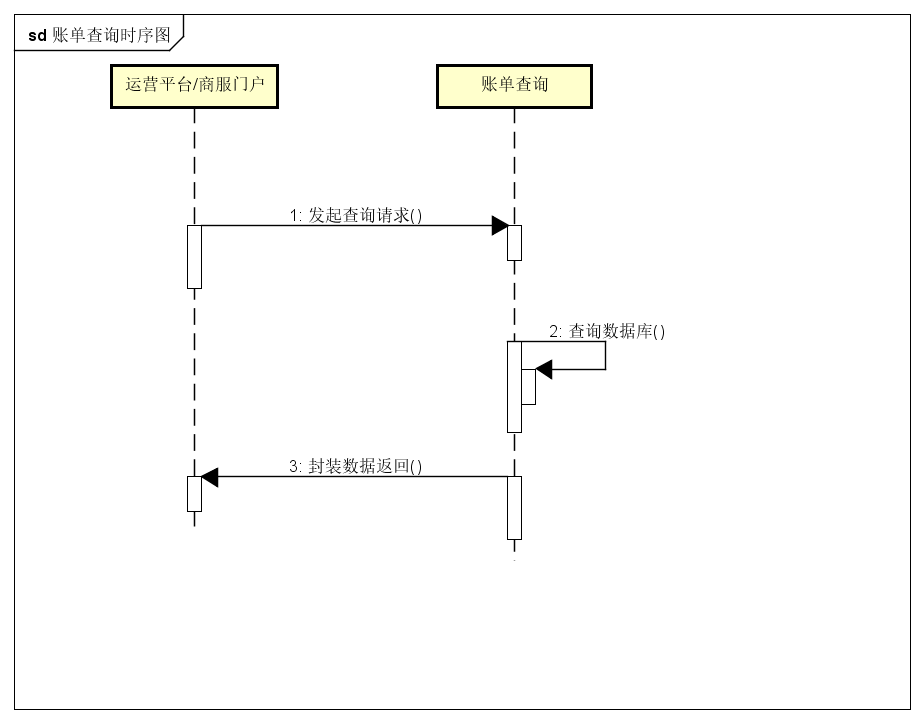 sd 账单查询时序图
运营平台/商服门户
账单查询
1: 发起查询请求()
2: 查询数据库()
3: 封装数据返回()